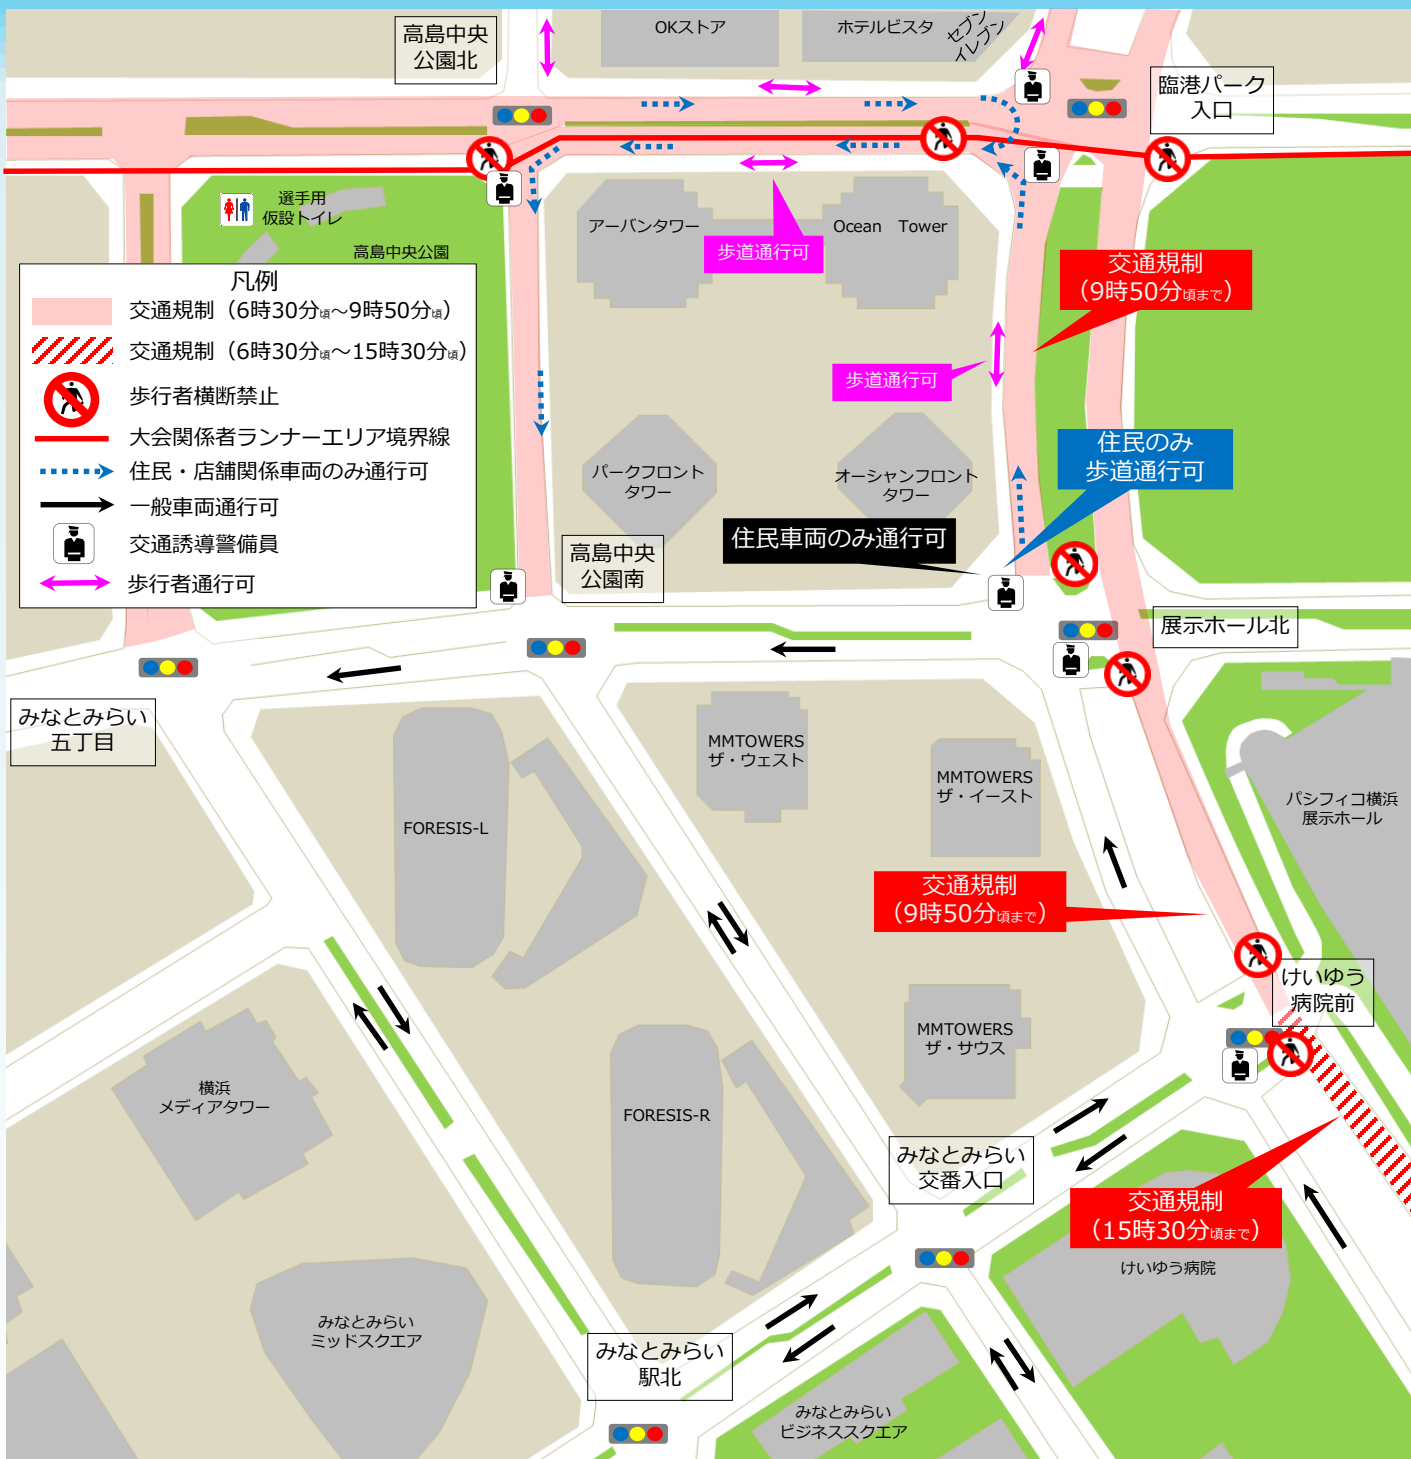 高島中央
公園北
OKストア
ホテルビスタ
セブン
イレブン
臨港パーク
入口
選手用
仮設トイレ
高島中央公園
アーバンタワー
Ocean Tower
歩道通行可
交通規制
（9時50分頃まで）
凡例
交通規制（6時30分頃～9時50分頃）
交通規制（6時30分頃～15時30分頃）
歩行者横断禁止
大会関係者ランナーエリア境界線
住民・店舗関係車両のみ通行可
一般車両通行可
交通誘導警備員
歩行者通行可
歩道通行可
住民のみ
歩道通行可
パークフロント
タワー
オーシャンフロント
タワー
住民車両のみ通行可
高島中央
公園南
展示ホール北
みなとみらい
五丁目
MMTOWERS
ザ・ウェスト
MMTOWERS
ザ・イースト
パシフィコ横浜
展示ホール
FORESIS-L
交通規制
（9時50分頃まで）
けいゆう
病院前
MMTOWERS
ザ・サウス
横浜
メディアタワー
FORESIS-R
みなとみらい
交番入口
交通規制
（15時30分頃まで）
けいゆう病院
みなとみらい
ミッドスクエア
みなとみらい
駅北
みなとみらい
ビジネススクエア